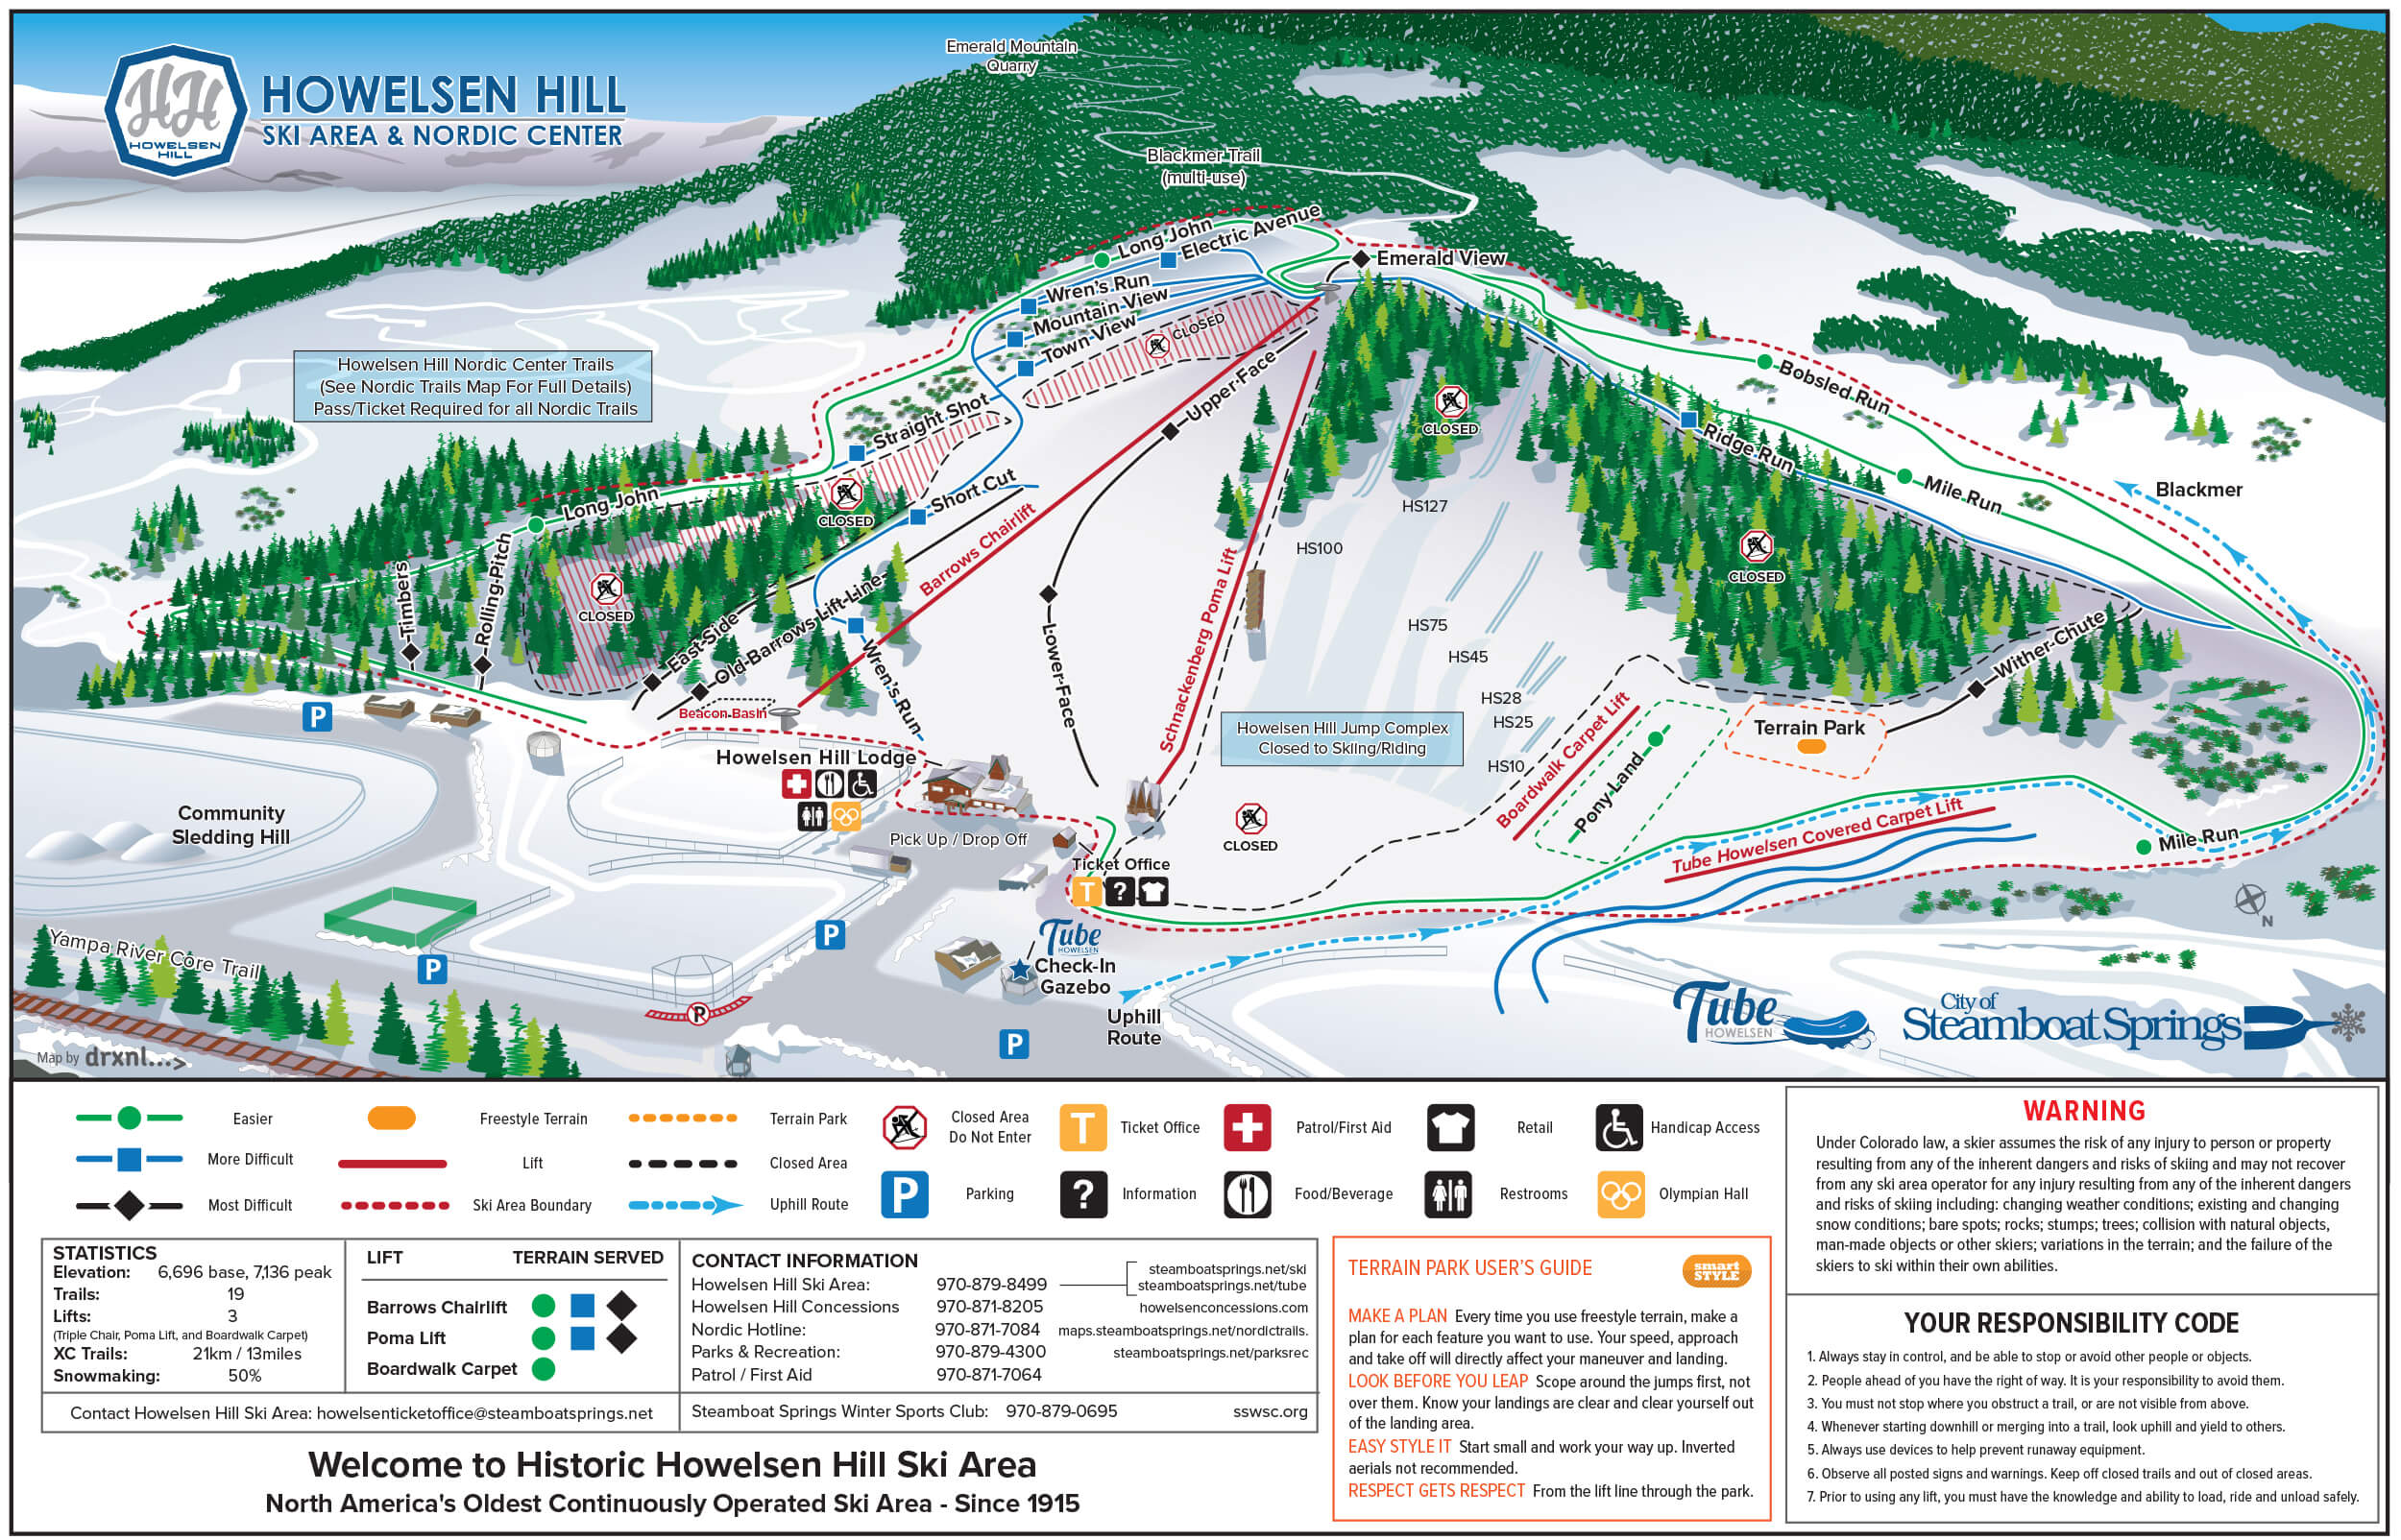 HH
HOWELSEN
HILL
HOWELSEN HILL
SKI AREA & NORDIC CENTER
Emerald Mountain
Quarry
Blackmer Trail
(multi-use)
Long John
Electric Avenue
Emerald View
Wren's Run
Mountain View
Town View
CLOSED
Howelsen Hill Nordic Center Trails
(See Nordic Trails Map For Full Details)
Pass/Ticket Required for all Nordic Trails
Upper Face
Bobsled Run
Straight Shot
CLOSED
Ridge Run
Mile Run
Blackmer
Long John
CLOSED
Short Cut
HS127
HS100
Barrows Chairlift
Schnackenberg Poma Lift
CLOSED
Timbers
Rolling Pitch
CLOSED
East Side
Old Barrows Lift Line
Lower Face
HS75
HS45
HS28
HS25
HS10
Wither Chute
Wren's Run
Beacon Basin
P
Howelsen Hill Lodge
Howelsen Hill Jump Complex
Closed to Skiing/Riding
Boardwalk Carpet Lift
Pony Land
Terrain Park
Community
Sledding Hill
Pick Up / Drop Off
CLOSED
Ticket Office
T ?
Tube Howelsen Covered Carpet Lift
Mile Run
N
Tube
HOWELSEN
Check-In
Gazebo
P
P
Yampa River Core Trail
P
P
Uphill
Route
Tube
HOWELSEN
City of
Steamboat Springs
Map by drxnl...>
Easier
Freestyle Terrain
Terrain Park
Closed Area
Do Not Enter
T
Ticket Office
Patrol/First Aid
Retail
Handicap Access
More Difficult
Lift
Closed Area
Most Difficult
Ski Area Boundary
Uphill Route
P
Parking
?
Information
Food/Beverage
Restrooms
Olympian Hall
STATISTICS
Elevation: 6,696 base, 7,136 peak
Trails: 19
Lifts: 3
(Triple Chair, Poma Lift, and Boardwalk Carpet)
XC Trails: 21km / 13miles
Snowmaking: 50%
LIFT TERRAIN SERVED
Barrows Chairlift
Poma Lift
Boardwalk Carpet
Contact Howelsen Hill Ski Area: howelsenticketoffice@steamboatsprings.net
CONTACT INFORMATION
Howelsen Hill Ski Area: 970-879-8499 steamboatsprings.net/ski
steamboatsprings.net/tube
Howelsen Hill Concessions 970-871-8205 howelsenconcessions.com
Nordic Hotline: 970-871-7084 maps.steamboatsprings.net/nordictrails.
Parks & Recreation: 970-879-4300 steamboatsprings.net/parksrec
Patrol / First Aid 970-871-7064
Steamboat Springs Winter Sports Club: 970-879-0695 sswsc.org
Welcome to Historic Howelsen Hill Ski Area
North America's Oldest Continuously Operated Ski Area - Since 1915
TERRAIN PARK USER'S GUIDE
smart
STYLE
MAKE A PLAN Every time you use freestyle terrain, make a
plan for each feature you want to use. Your speed, approach
and take off will directly affect your maneuver and landing.
LOOK BEFORE YOU LEAP Scope around the jumps first, not
over them. Know your landings are clear and clear yourself out
of the landing area.
EASY STYLE IT Start small and work your way up. Inverted
aerials not recommended.
RESPECT GETS RESPECT From the lift line through the park.
WARNING
Under Colorado law, a skier assumes the risk of any injury to person or property
resulting from any of the inherent dangers and risks of skiing and may not recover
from any ski area operator for any injury resulting from any of the inherent dangers
and risks of skiing including: changing weather conditions; existing and changing
snow conditions; bare spots; rocks; stumps; trees; collision with natural objects,
man-made objects or other skiers; variations in the terrain; and the failure of the
skiers to ski within their own abilities.
YOUR RESPONSIBILITY CODE
1. Always stay in control, and be able to stop or avoid other people or objects.
2. People ahead of you have the right of way. It is your responsibility to avoid them.
3. You must not stop where you obstruct a trail, or are not visible from above.
4. Whenever starting downhill or merging into a trail, look uphill and yield to others.
5. Always use devices to help prevent runaway equipment.
6. Observe all posted signs and warnings. Keep off closed trails and out of closed areas.
7. Prior to using any lift, you must have the knowledge and ability to load, ride and unload safely.